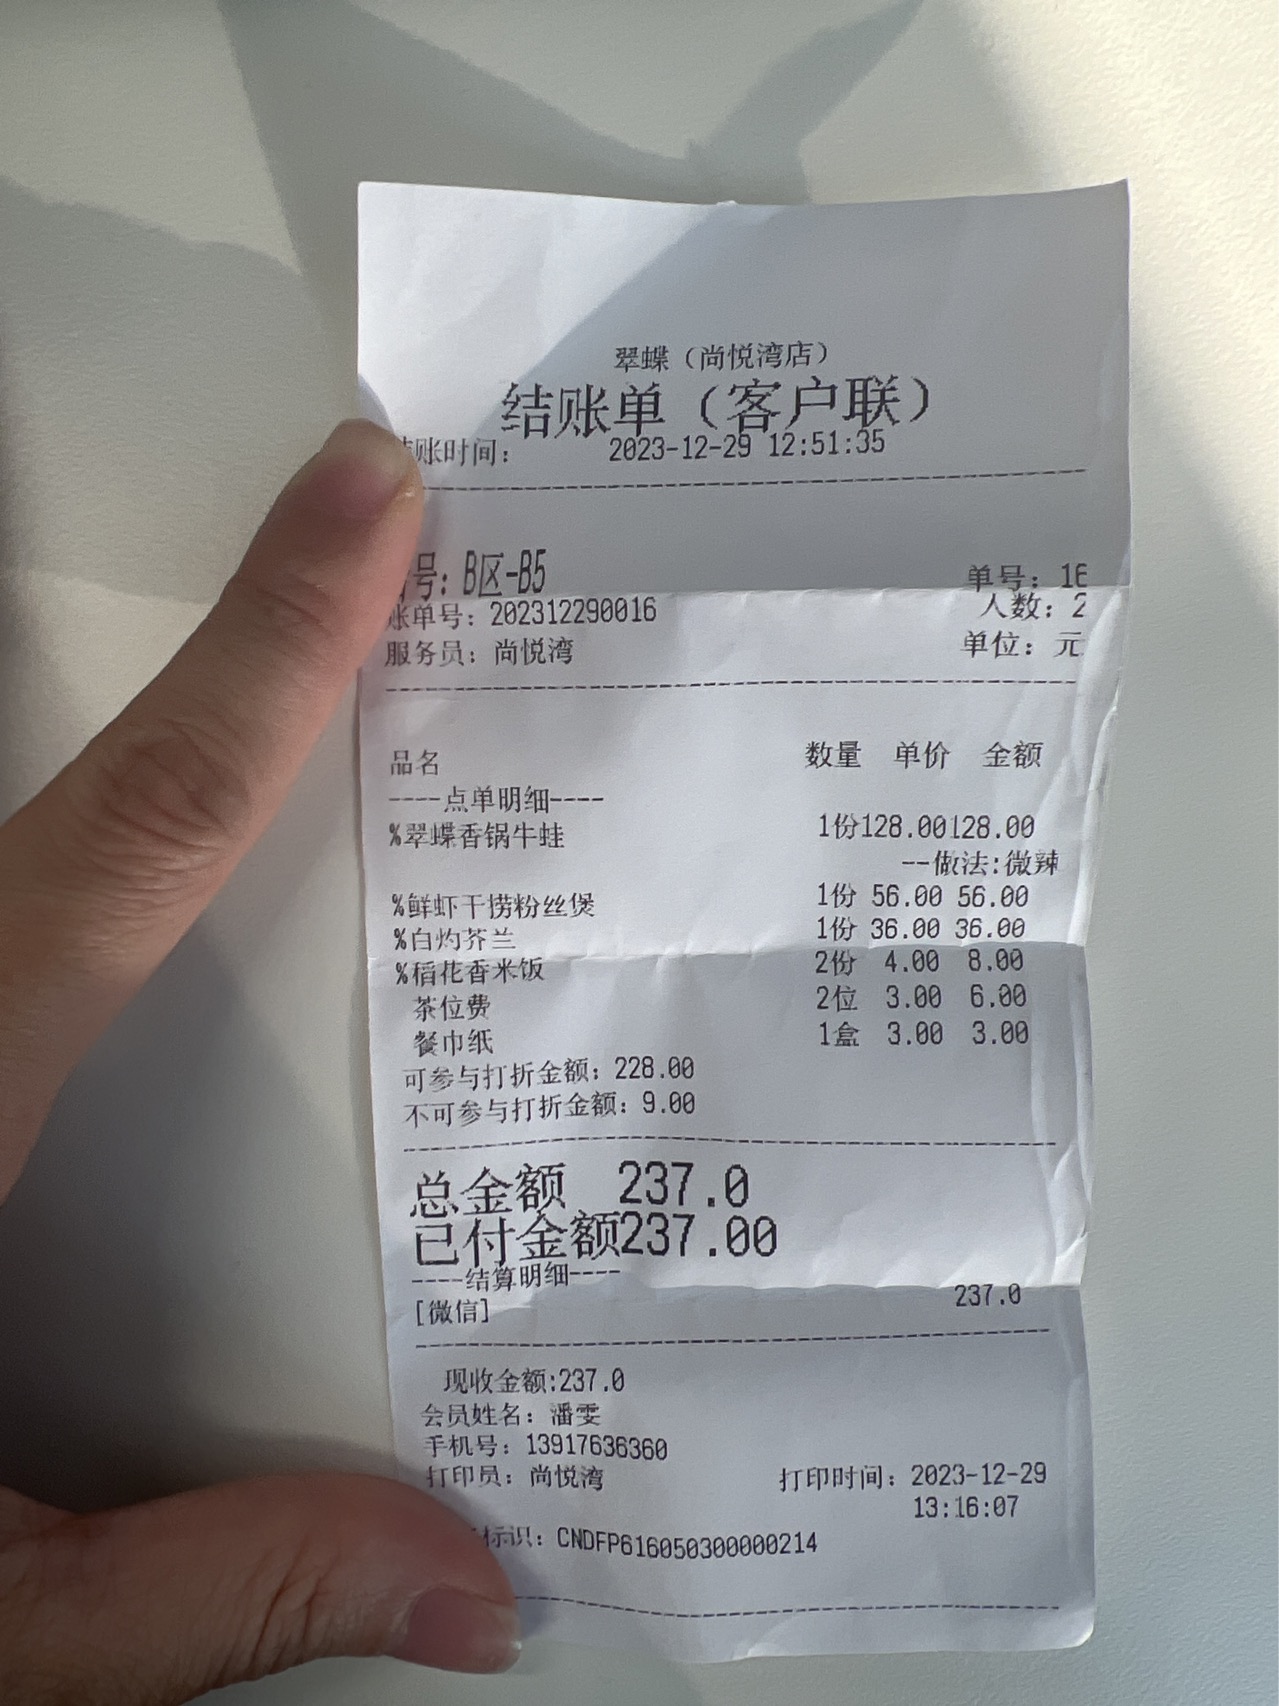 翠蝶（尚悦湾店）
结账单（客户联）
账时间： 2023-12-29 12:51:35
号：B区-B5 单号：16
账单号：202312290016 人数：2
服务员：尚悦湾 单位：元
品名 数量 单价 金额
----点单明细----
%翠蝶香锅牛蛙 1份128.00128.00
--做法:微辣
%鲜虾干捞粉丝煲 1份 56.00 56.00
%白灼芥兰 1份 36.00 36.00
%稻花香米饭 2份 4.00 8.00
茶位费 2位 3.00 6.00
餐巾纸 1盒 3.00 3.00
可参与打折金额：228.00
不可参与打折金额：9.00
总金额 237.0
已付金额237.00
----结算明细----
[微信] 237.0
现收金额:237.0
会员姓名：潘雯
手机号：13917636360
打印员：尚悦湾 打印时间：2023-12-29
13:16:07
标识：CNDFP616050300000214